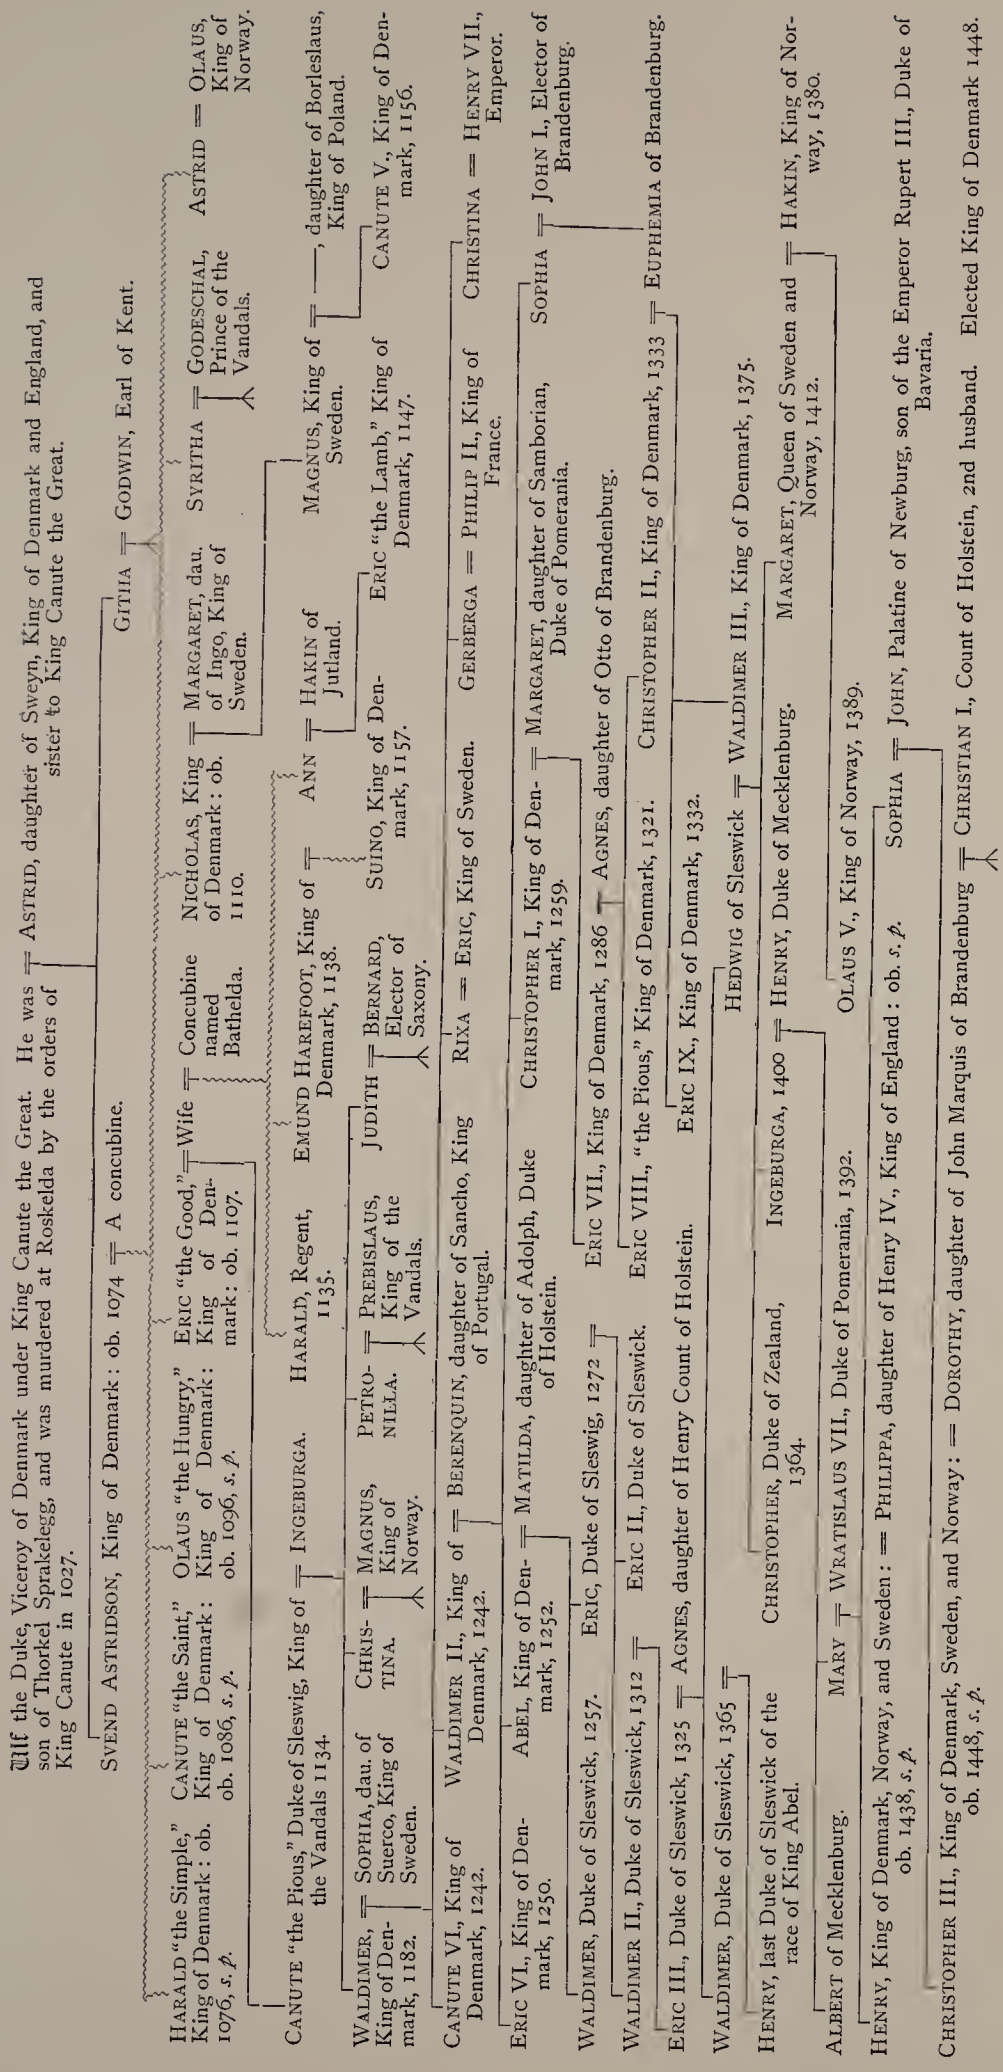 Ulf the Duke, Viceroy of Denmark under King Canute the Great. He was = ASTRID, daughter of Sweyn, King of Denmark and England, and
son of Thorkel Sprakelegg, and was murdered at Roskelda by the orders of
sister to King Canute the Great.
King Canute in 1027.
SVEND ASTRIDSON, King of Denmark: ob. 1074 = A concubine.
GITHA = GODWIN, Earl of Kent.
HARALD "the Simple,"
King of Denmark: ob.
1076, s. p.
CANUTE "the Saint,"
King of Denmark:
ob. 1086, s. p.
OLAUS "the Hungry,"
King of Denmark:
ob. 1096, s. p.
ERIC "the Good," = Wife =
King of Den-
mark: ob. 1107.
Concubine
named
Bathelda.
NICHOLAS, King =
of Denmark: ob.
1110.
MARGARET, dau.
of Ingo, King of
Sweden.
SYRITHA = GODESCHAL,
Prince of the
Vandals.
ASTRID = OLAUS,
King of
Norway.
CANUTE "the Pious," Duke of Sleswig, King of = INGEBURGA.
the Vandals 1134.
HARALD, Regent,
1135.
EMUND HAREFOOT, King of =
Denmark, 1138.
ANN = HAKIN of
Jutland.
MAGNUS, King of = ——, daughter of Borleslaus,
Sweden.
King of Poland.
WALDIMER, =
King of Den-
mark, 1182.
SOPHIA, dau. of
Suerco, King of
Sweden.
CHRIS- =
TINA.
MAGNUS,
King of
Norway.
PETRO- =
NILLA.
PREBISLAUS,
King of the
Vandals.
JUDITH = BERNARD,
Elector of
Saxony.
SUINO, King of Den-
mark, 1157.
ERIC "the Lamb," King of
Denmark, 1147.
CANUTE V., King of Den-
mark, 1156.
CANUTE VI., King of
Denmark, 1242.
WALDIMER II., King of = BERENQUIN, daughter of Sancho, King
Denmark, 1242.
of Portugal.
RIXA = ERIC, King of Sweden.
GERBERGA = PHILIP II., King of
France.
CHRISTINA = HENRY VII.,
Emperor.
ERIC VI., King of Den-
mark, 1250.
ABEL, King of Den- = MATILDA, daughter of Adolph, Duke
mark, 1252.
of Holstein.
CHRISTOPHER I., King of Den- = MARGARET, daughter of Samborian,
mark, 1259.
Duke of Pomerania.
SOPHIA = JOHN I., Elector of
Brandenburg.
WALDIMER, Duke of Sleswick, 1257.
ERIC, Duke of Sleswig, 1272 =
ERIC VII., King of Denmark, 1286 = AGNES, daughter of Otto of Brandenburg.
WALDIMER II., Duke of Sleswick, 1312 =
ERIC II., Duke of Sleswick.
ERIC VIII., "the Pious," King of Denmark, 1321.
CHRISTOPHER II., King of Denmark, 1333 = EUPHEMIA of Brandenburg.
ERIC III., Duke of Sleswick, 1325 = AGNES, daughter of Henry Count of Holstein.
ERIC IX., King of Denmark, 1332.
WALDIMER, Duke of Sleswick, 1365 =
HEDWIG of Sleswick = WALDIMER III., King of Denmark, 1375.
HENRY, last Duke of Sleswick of the
race of King Abel.
CHRISTOPHER, Duke of Zealand,
1364.
INGEBURGA, 1400 = HENRY, Duke of Mecklenburg.
MARGARET, Queen of Sweden and = HAKIN, King of Nor-
Norway, 1412.
way, 1380.
ALBERT of Mecklenburg.
MARY = WRATISLAUS VII., Duke of Pomerania, 1392.
OLAUS V., King of Norway, 1389.
HENRY, King of Denmark, Norway, and Sweden: = PHILIPPA, daughter of Henry IV., King of England: ob. s. p.
ob. 1438, s. p.
SOPHIA = JOHN, Palatine of Newburg, son of the Emperor Rupert III., Duke of
Bavaria.
CHRISTOPHER III., King of Denmark, Sweden, and Norway: = DOROTHY, daughter of John Marquis of Brandenburg = CHRISTIAN I., Count of Holstein, 2nd husband. Elected King of Denmark 1448.
ob. 1448, s. p.